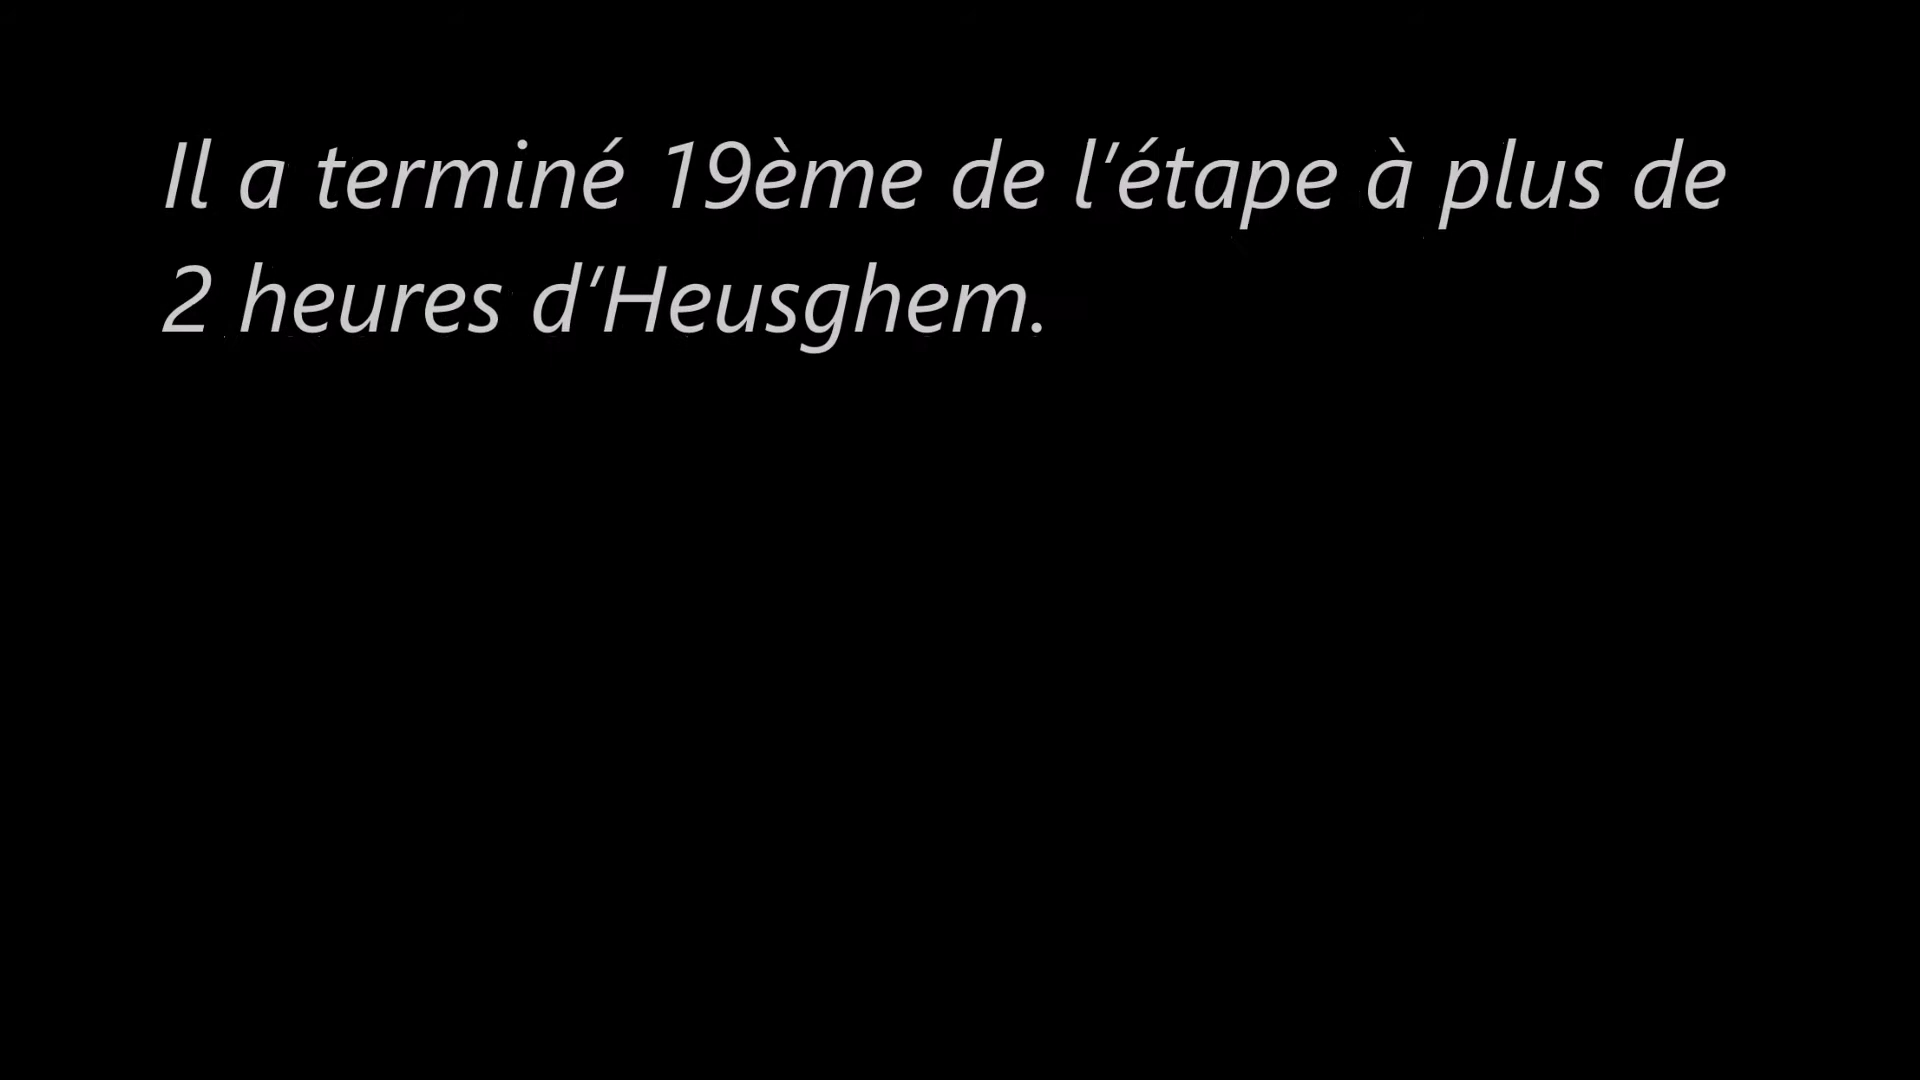 Il a terminé 19ème de l’étape à plus de
2 heures d’Heusghem.